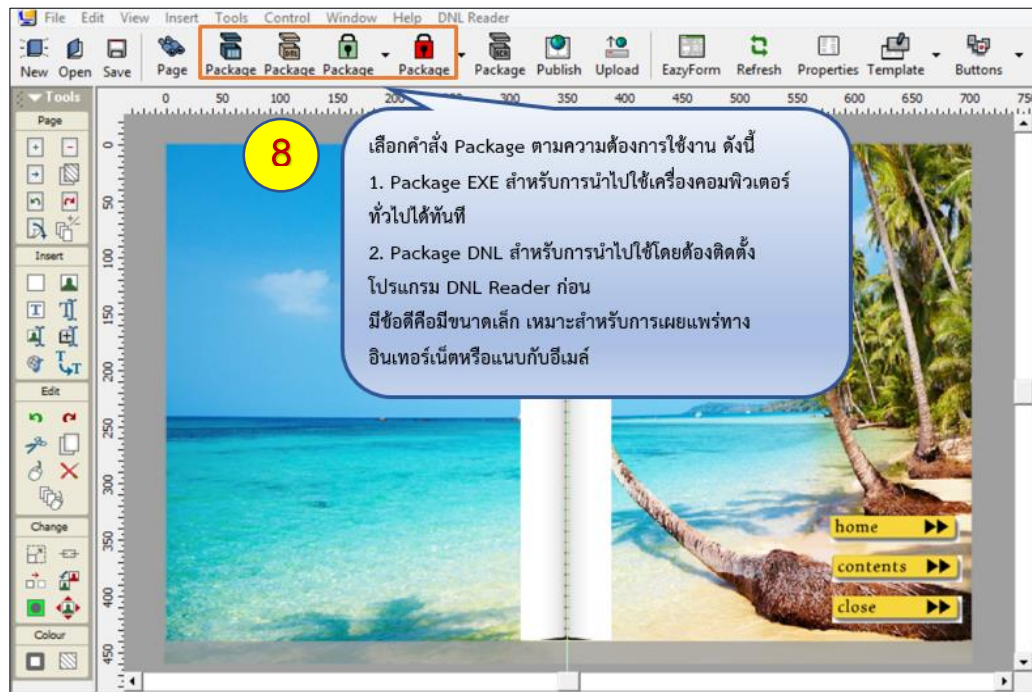 File Edit View Insert Tools Control Window Help DNL Reader
New Open Save Page Package Package Package Package Package Publish Upload EazyForm Refresh Properties Template Buttons
Tools
0 50 100 150 200 300 350 400 450 500 550 600 650 700 750
Page
0
50
100
150
200
250
300
350
400
450
Insert
Edit
Change
Colour
8
เลือกคำสั่ง Package ตามความต้องการใช้งาน ดังนี้
1. Package EXE สำหรับการนำไปใช้เครื่องคอมพิวเตอร์
ทั่วไปได้ทันที
2. Package DNL สำหรับการนำไปใช้โดยต้องติดตั้ง
โปรแกรม DNL Reader ก่อน
มีข้อดีคือมีขนาดเล็ก เหมาะสำหรับการเผยแพร่ทาง
อินเทอร์เน็ตหรือแนบกับอีเมล์
home
contents
close